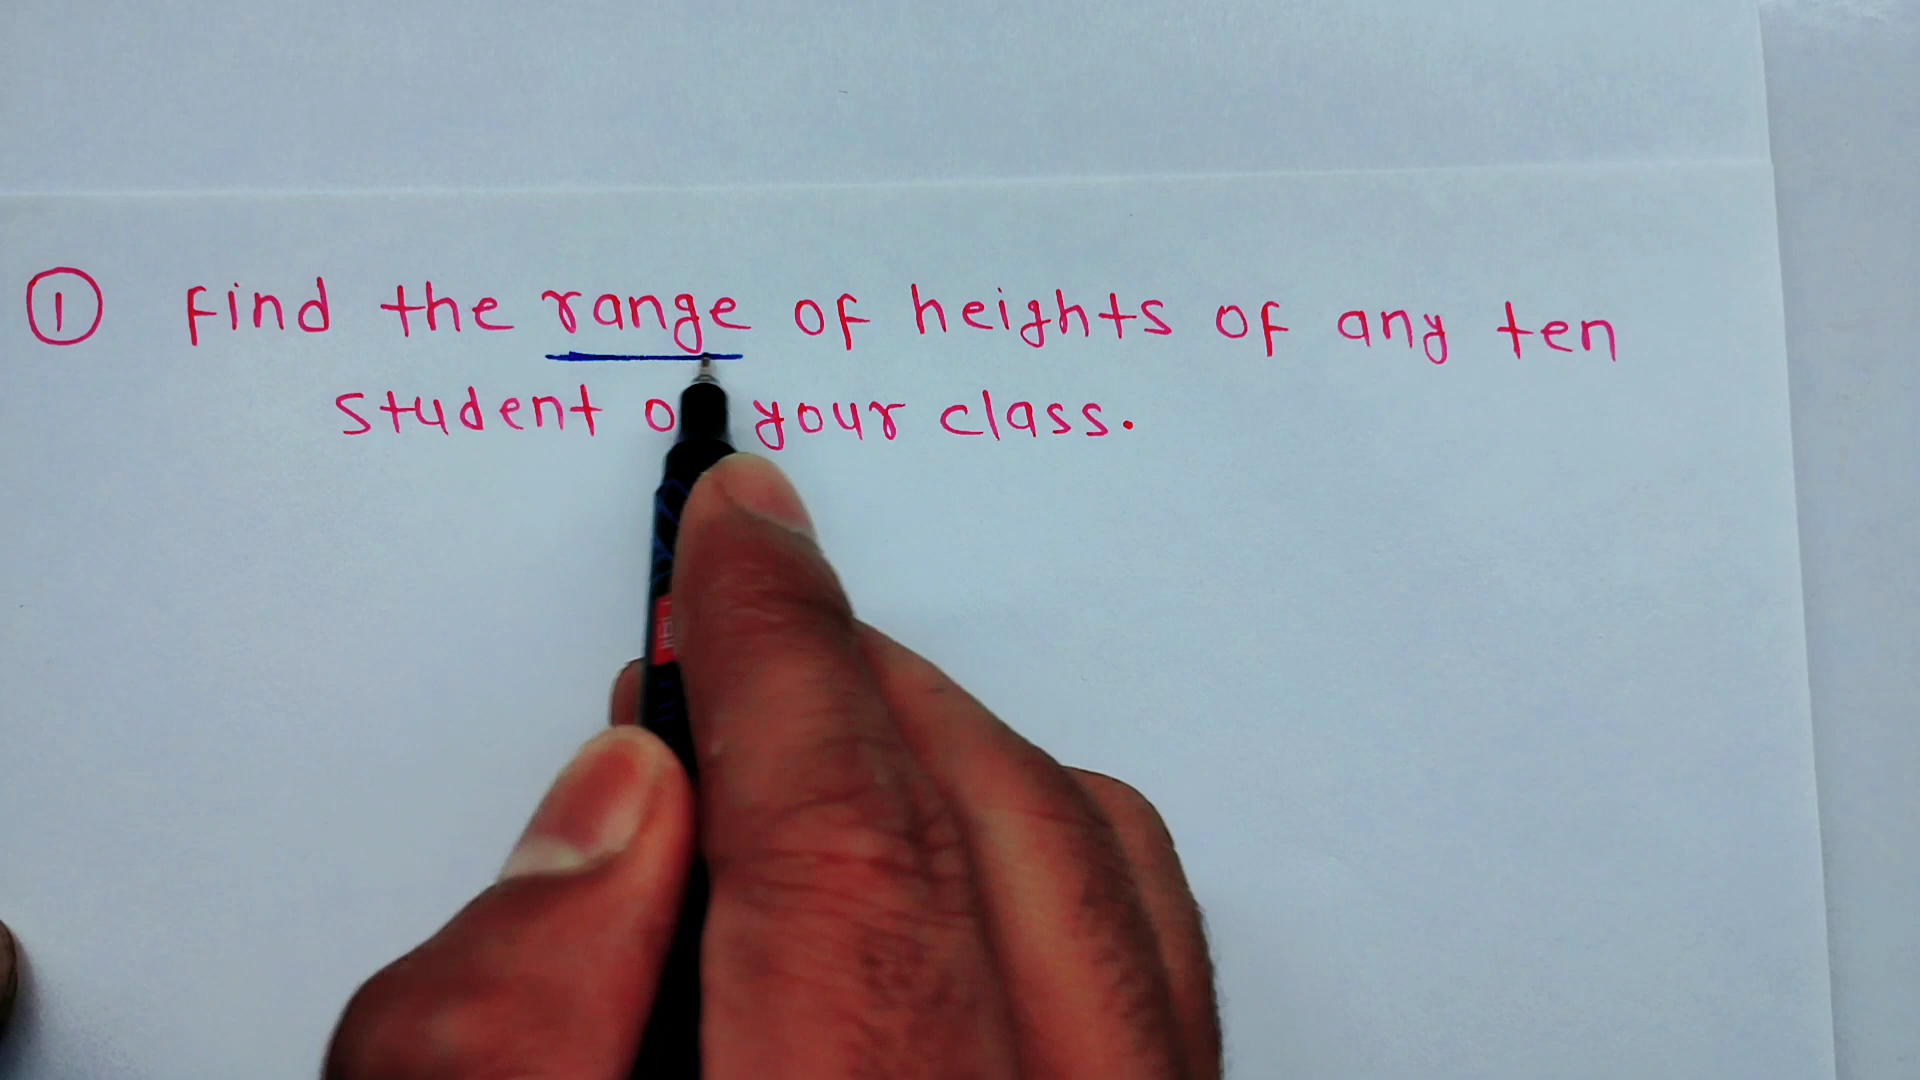 ① Find the range of heights of any ten
student your class.